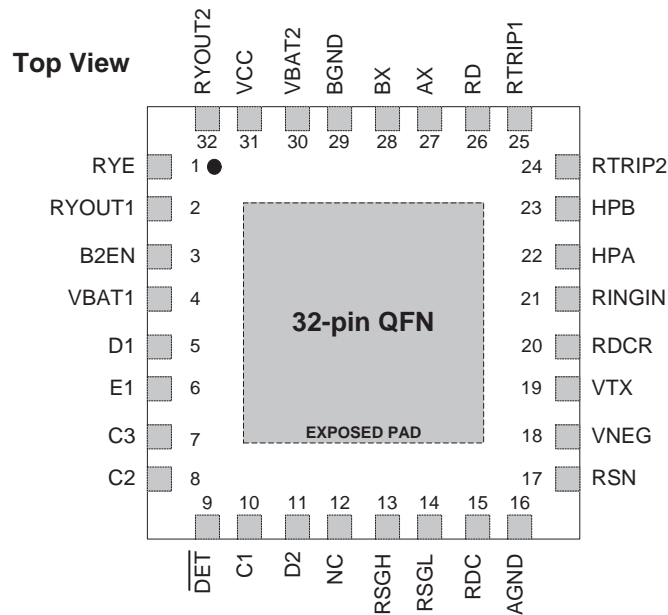 Top View
RYOUT2
VCC
VBAT2
BGND
BX
AX
RD
RTRIP1
32
31
30
29
28
27
26
25
RYE 1 24 RTRIP2
RYOUT1 2 23 HPB
B2EN 3 22 HPA
VBAT1 4 21 RINGIN
32-pin QFN
D1 5 20 RDCR
E1 6 19 VTX
C3 7 18 VNEG
EXPOSED PAD
C2 8 17 RSN
9
10
11
12
13
14
15
16
D̅E̅T̅
C1
D2
NC
RSGH
RSGL
RDC
AGND